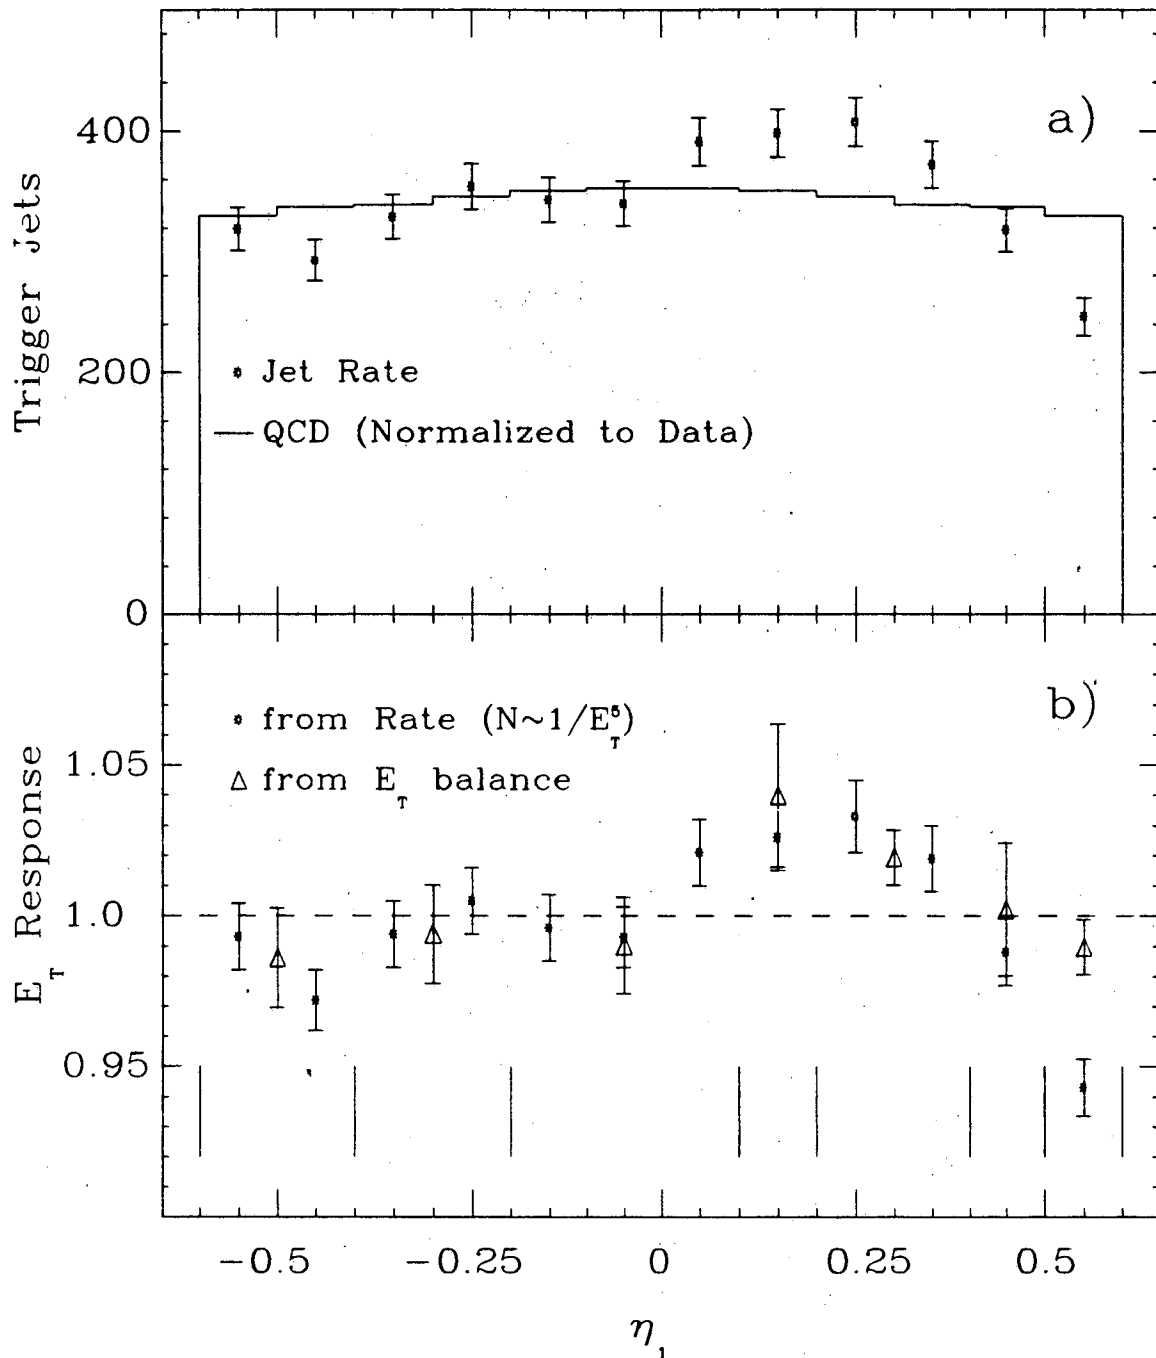 a)
400
200
0
Trigger Jets
Jet Rate
QCD (Normalized to Data)
b)
from Rate (N~1/E_T^5)
from E_T balance
1.05
1.0
0.95
E_T Response
−0.5 −0.25 0 0.25 0.5
η_1